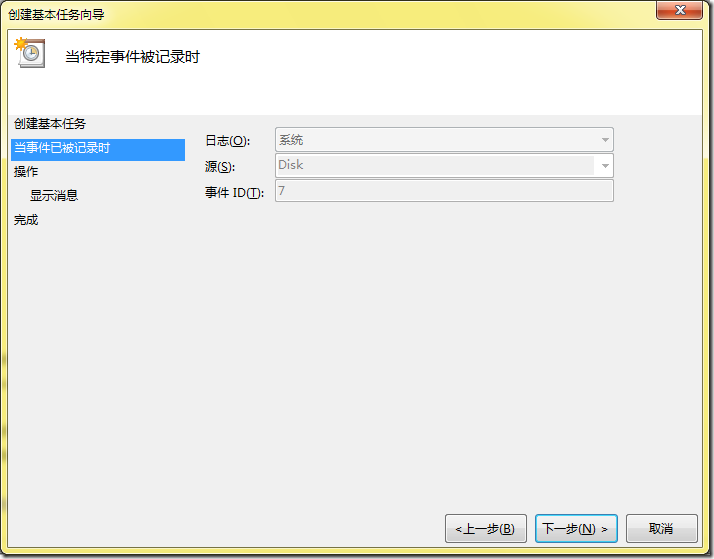 创建基本任务向导
当特定事件被记录时
创建基本任务
当事件已被记录时
操作
显示消息
完成
日志(O): 系统
源(S): Disk
事件 ID(T): 7
<上一步(B) 下一步(N) > 取消